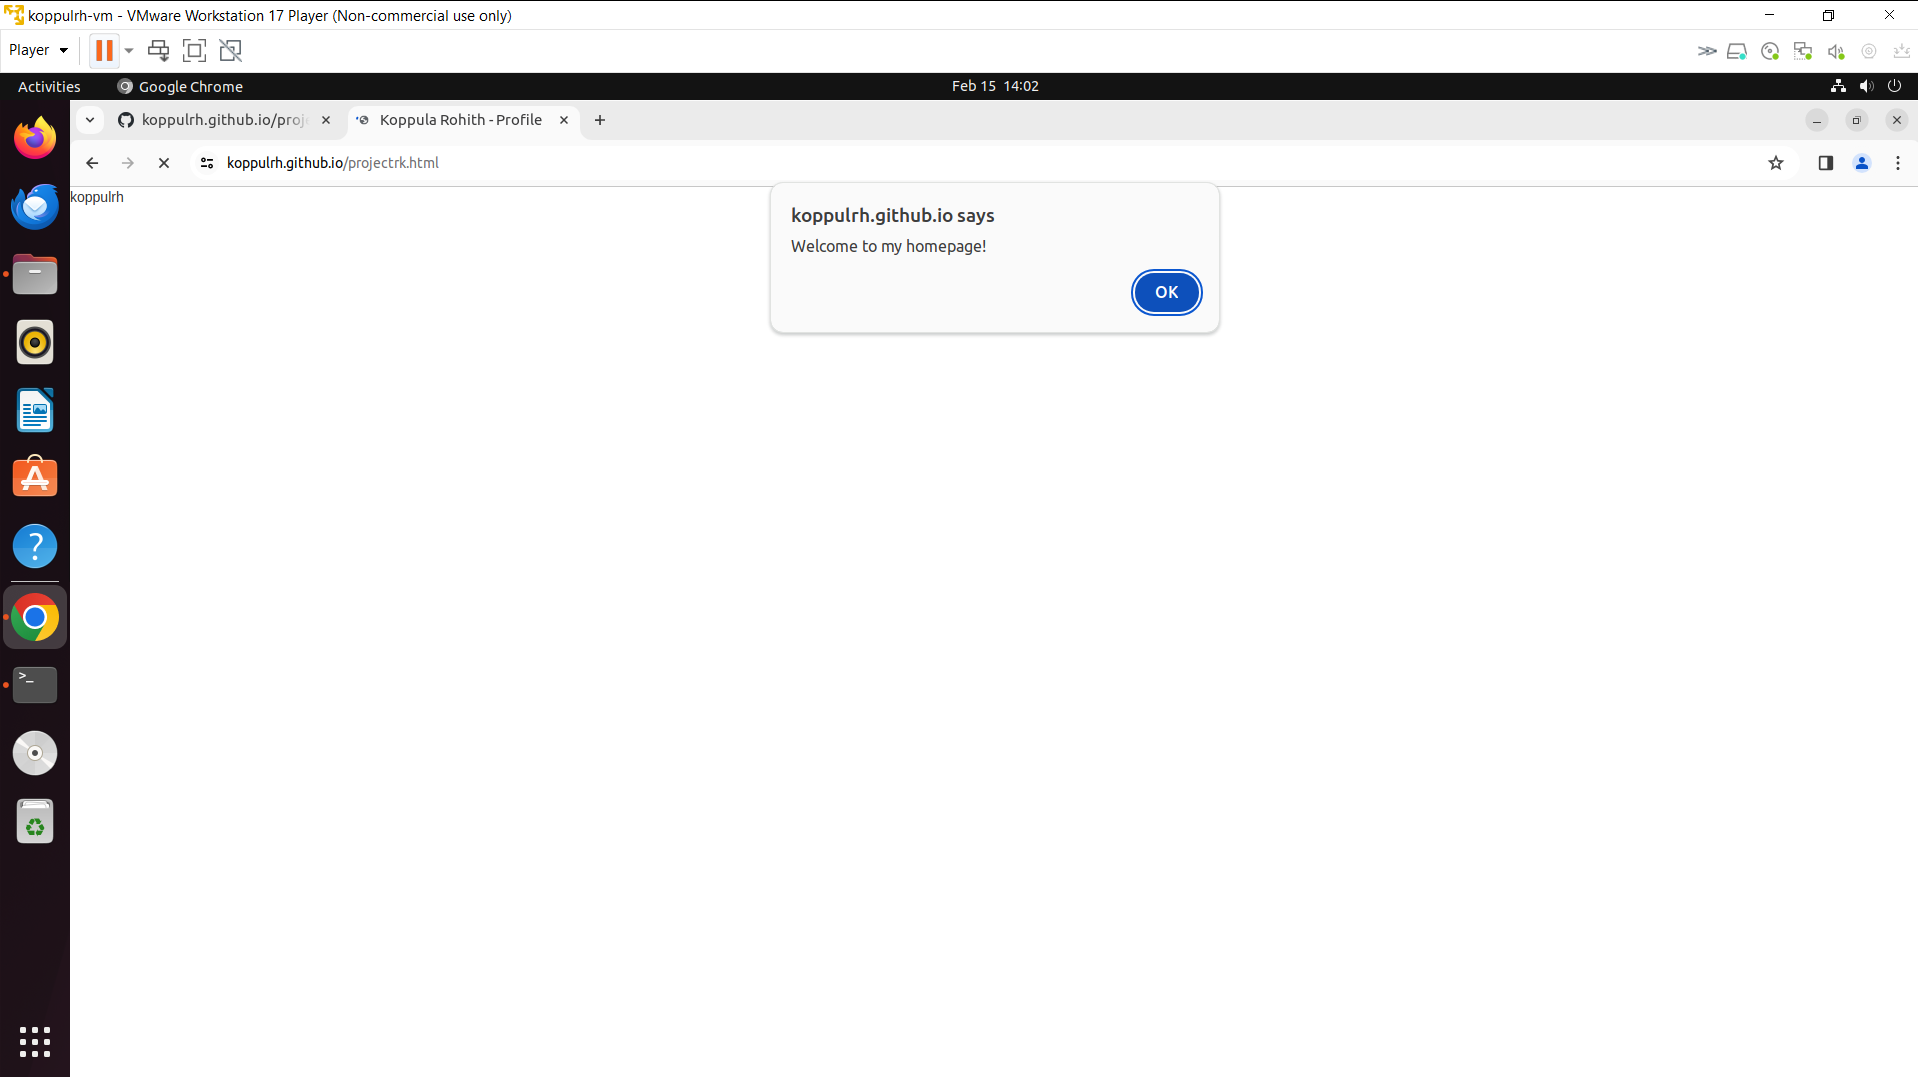 koppulrh-vm - VMware Workstation 17 Player (Non-commercial use only)
Player
Activities
Google Chrome
Feb 15 14:02
koppulrh.github.io/proj
Koppula Rohith - Profile
koppulrh.github.io/projectrk.html
koppulrh
koppulrh.github.io says
Welcome to my homepage!
OK